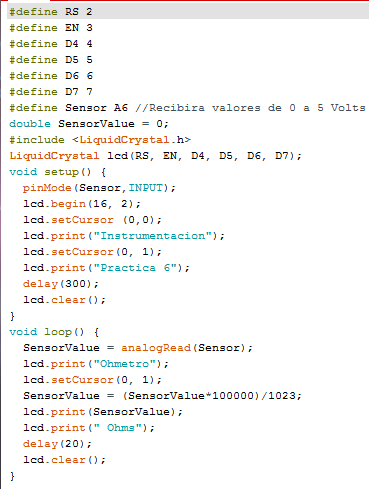 #define RS 2
#define EN 3
#define D4 4
#define D5 5
#define D6 6
#define D7 7
#define Sensor A6 //Recibira valores de 0 a 5 Volts
double SensorValue = 0;
#include <LiquidCrystal.h>
LiquidCrystal lcd(RS, EN, D4, D5, D6, D7);
void setup() {
  pinMode(Sensor,INPUT);
  lcd.begin(16, 2);
  lcd.setCursor (0,0);
  lcd.print("Instrumentacion");
  lcd.setCursor(0, 1);
  lcd.print("Practica 6");
  delay(300);
  lcd.clear();
}
void loop() {
  SensorValue = analogRead(Sensor);
  lcd.print("Ohmetro");
  lcd.setCursor(0, 1);
  SensorValue = (SensorValue*100000)/1023;
  lcd.print(SensorValue);
  lcd.print(" Ohms");
  delay(20);
  lcd.clear();
}